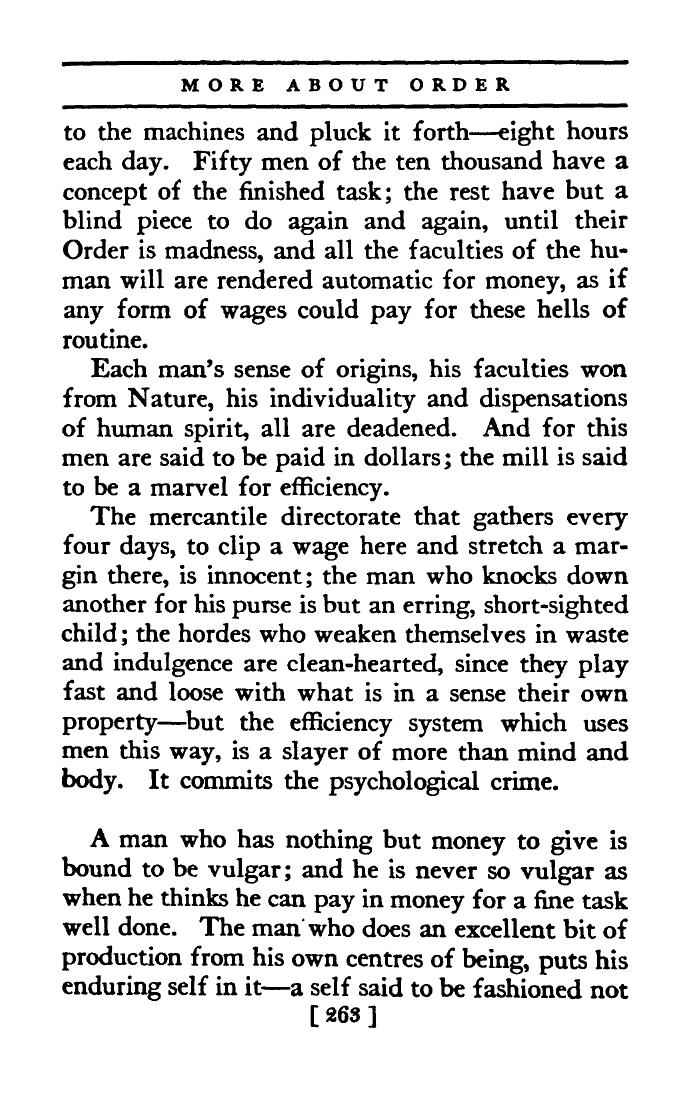 MORE ABOUT ORDER
to the machines and pluck it forth—eight hours
each day. Fifty men of the ten thousand have a
concept of the finished task; the rest have but a
blind piece to do again and again, until their
Order is madness, and all the faculties of the hu-
man will are rendered automatic for money, as if
any form of wages could pay for these hells of
routine.
Each man's sense of origins, his faculties won
from Nature, his individuality and dispensations
of human spirit, all are deadened. And for this
men are said to be paid in dollars; the mill is said
to be a marvel for efficiency.
The mercantile directorate that gathers every
four days, to clip a wage here and stretch a mar-
gin there, is innocent; the man who knocks down
another for his purse is but an erring, short-sighted
child; the hordes who weaken themselves in waste
and indulgence are clean-hearted, since they play
fast and loose with what is in a sense their own
property—but the efficiency system which uses
men this way, is a slayer of more than mind and
body. It commits the psychological crime.
A man who has nothing but money to give is
bound to be vulgar; and he is never so vulgar as
when he thinks he can pay in money for a fine task
well done. The man who does an excellent bit of
production from his own centres of being, puts his
enduring self in it—a self said to be fashioned not
[ 263 ]